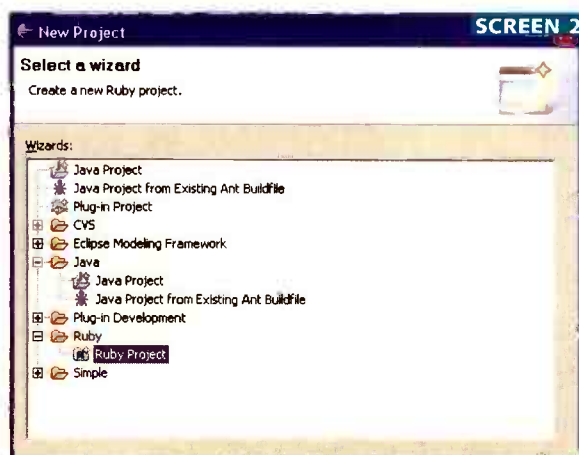 SCREEN 2
New Project
Select a wizard
Create a new Ruby project.
Wizards:
Java Project
Java Project from Existing Ant Buildfile
Plug-in Project
CVS
Eclipse Modeling Framework
Java
Java Project
Java Project from Existing Ant Buildfile
Plug-in Development
Ruby
Ruby Project
Simple